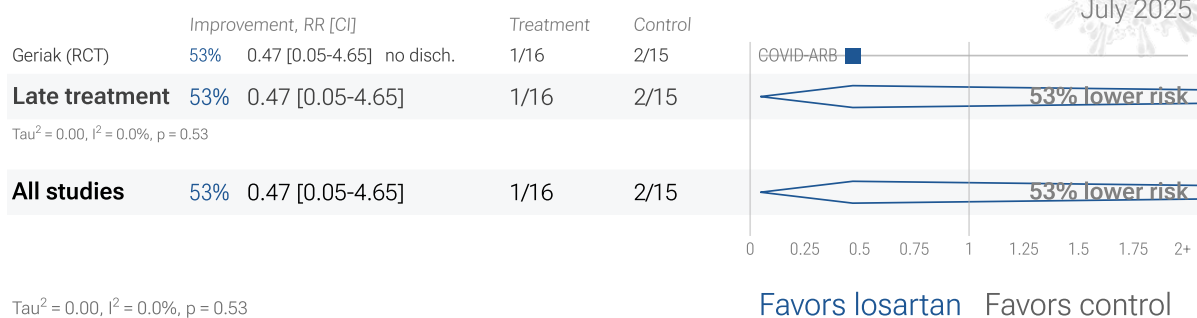 July 2025
Improvement, RR [CI] Treatment Control
Geriak (RCT) 53% 0.47 [0.05-4.65] no disch. 1/16 2/15 COVID-ARB
Late treatment 53% 0.47 [0.05-4.65] 1/16 2/15 53% lower risk
Tau² = 0.00, I² = 0.0%, p = 0.53
All studies 53% 0.47 [0.05-4.65] 1/16 2/15 53% lower risk
0 0.25 0.5 0.75 1 1.25 1.5 1.75 2+
Tau² = 0.00, I² = 0.0%, p = 0.53 Favors losartan Favors control